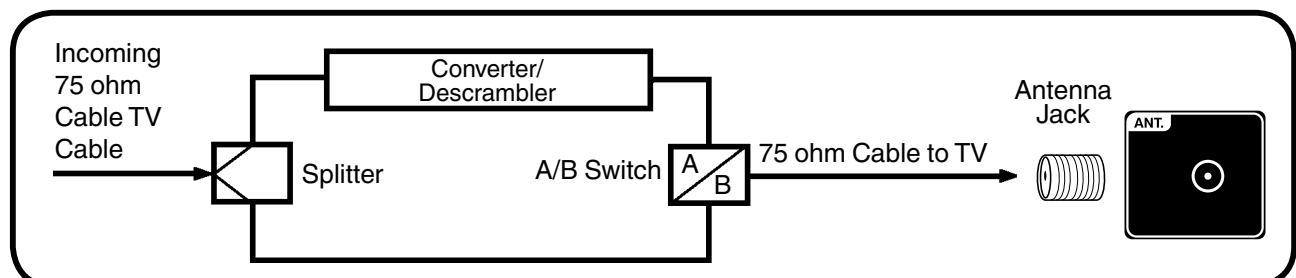 Incoming
75 ohm
Cable TV
Cable
Converter/
Descrambler
Splitter
A/B Switch
A
B
75 ohm Cable to TV
Antenna
Jack
ANT.